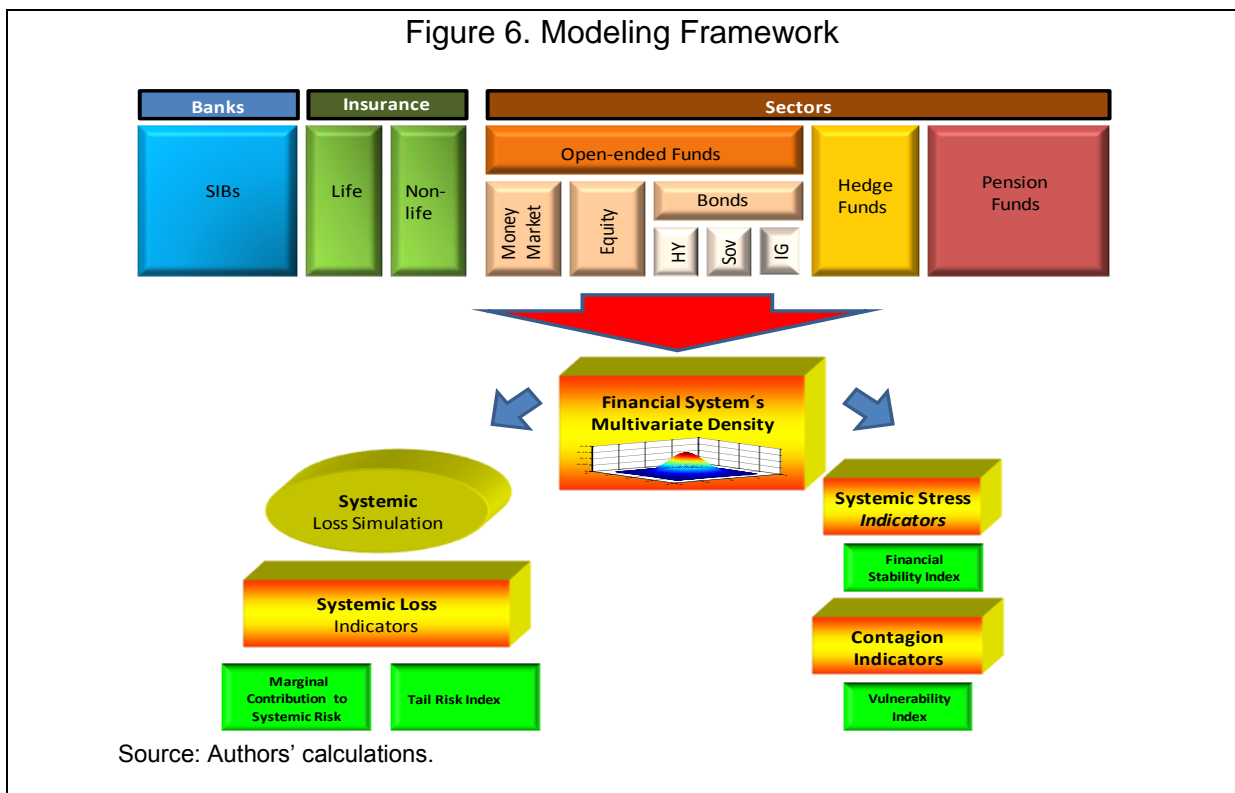 Figure 6. Modeling Framework
Banks
Insurance
Sectors
SIBs
Life
Non-
life
Open-ended Funds
Money
Market
Equity
Bonds
HY
Sov
IG
Hedge
Funds
Pension
Funds
Financial System´s
Multivariate Density
Systemic
Loss Simulation
Systemic Loss
Indicators
Marginal
Contribution to
Systemic Risk
Tail Risk Index
Systemic Stress
Indicators
Financial
Stability Index
Contagion
Indicators
Vulnerability
Index
Source: Authors’ calculations.